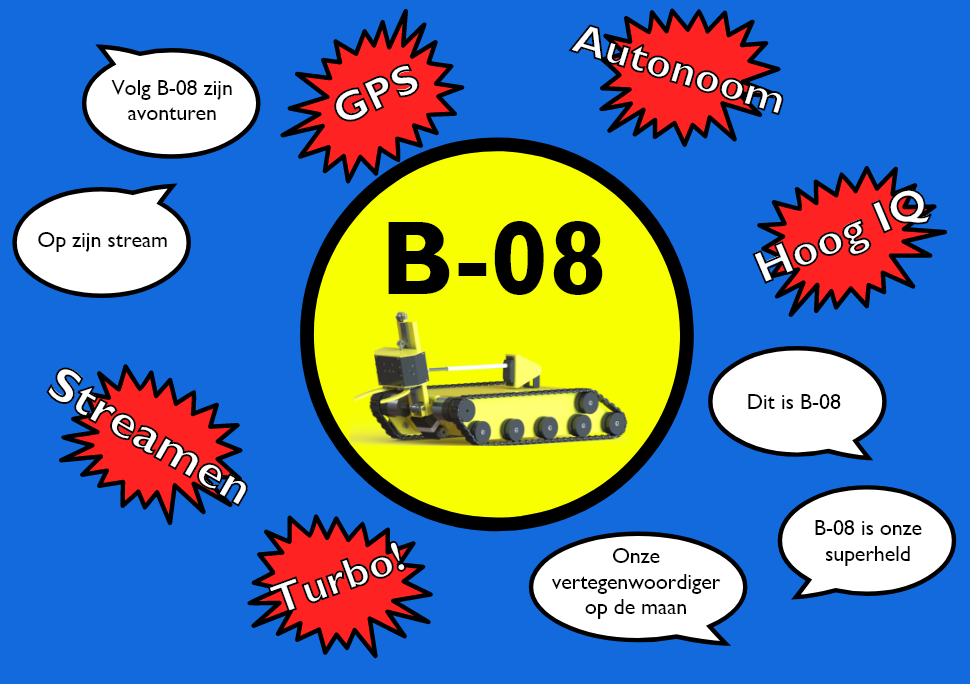 GPS
Autonoom
Volg B-08 zijn
avonturen
Hoog IQ
Op zijn stream
B-08
Dit is B-08
Streamen
B-08 is onze
superheld
Turbo!
Onze
vertegenwoordiger
op de maan